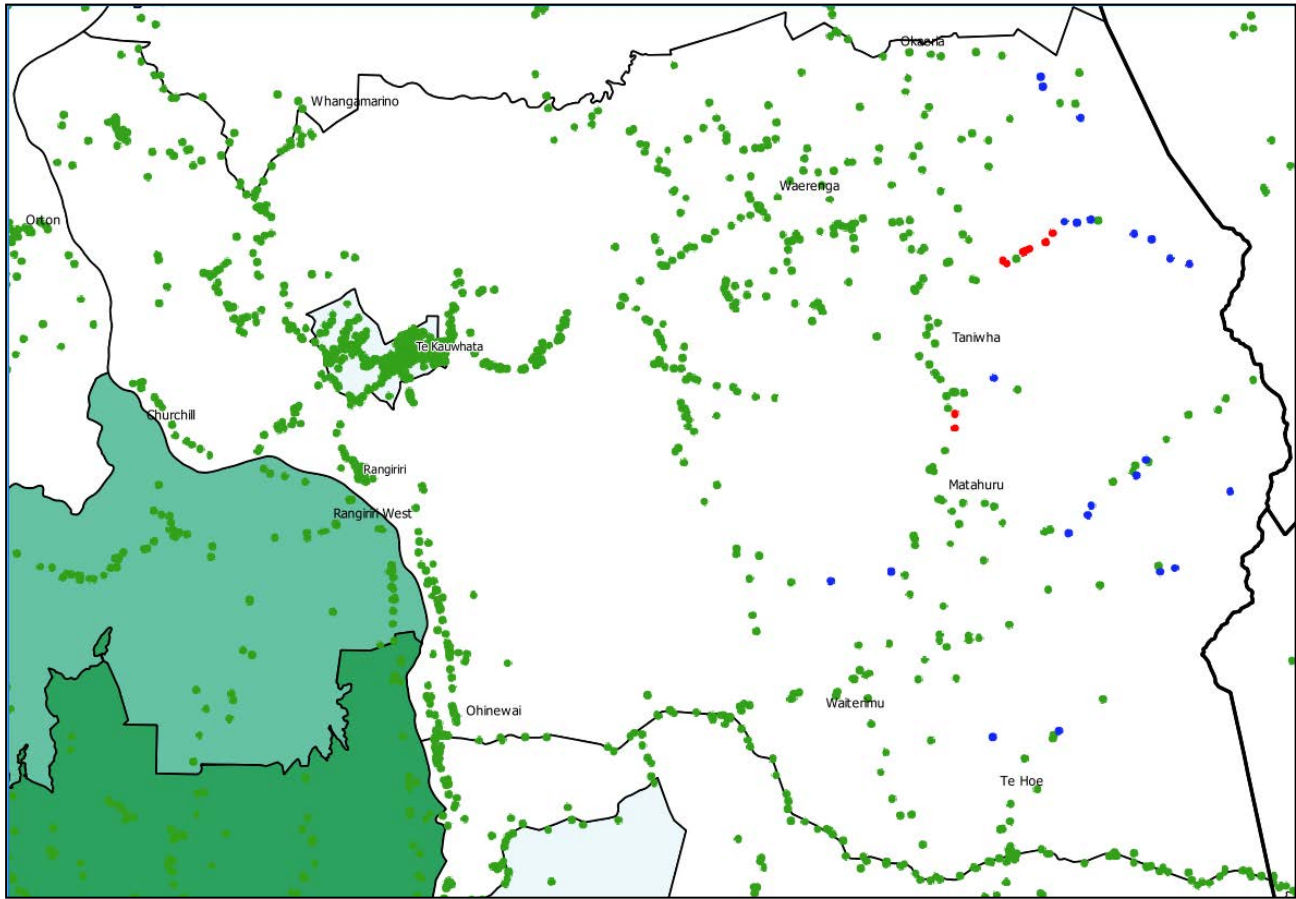 Okaeria
Whangamarino
Waerenga
Orton
Taniwha
Te Kauwhata
Churchill
Rangiriri
Matahuru
Rangiriri West
Waiterimu
Ohinewai
Te Hoe